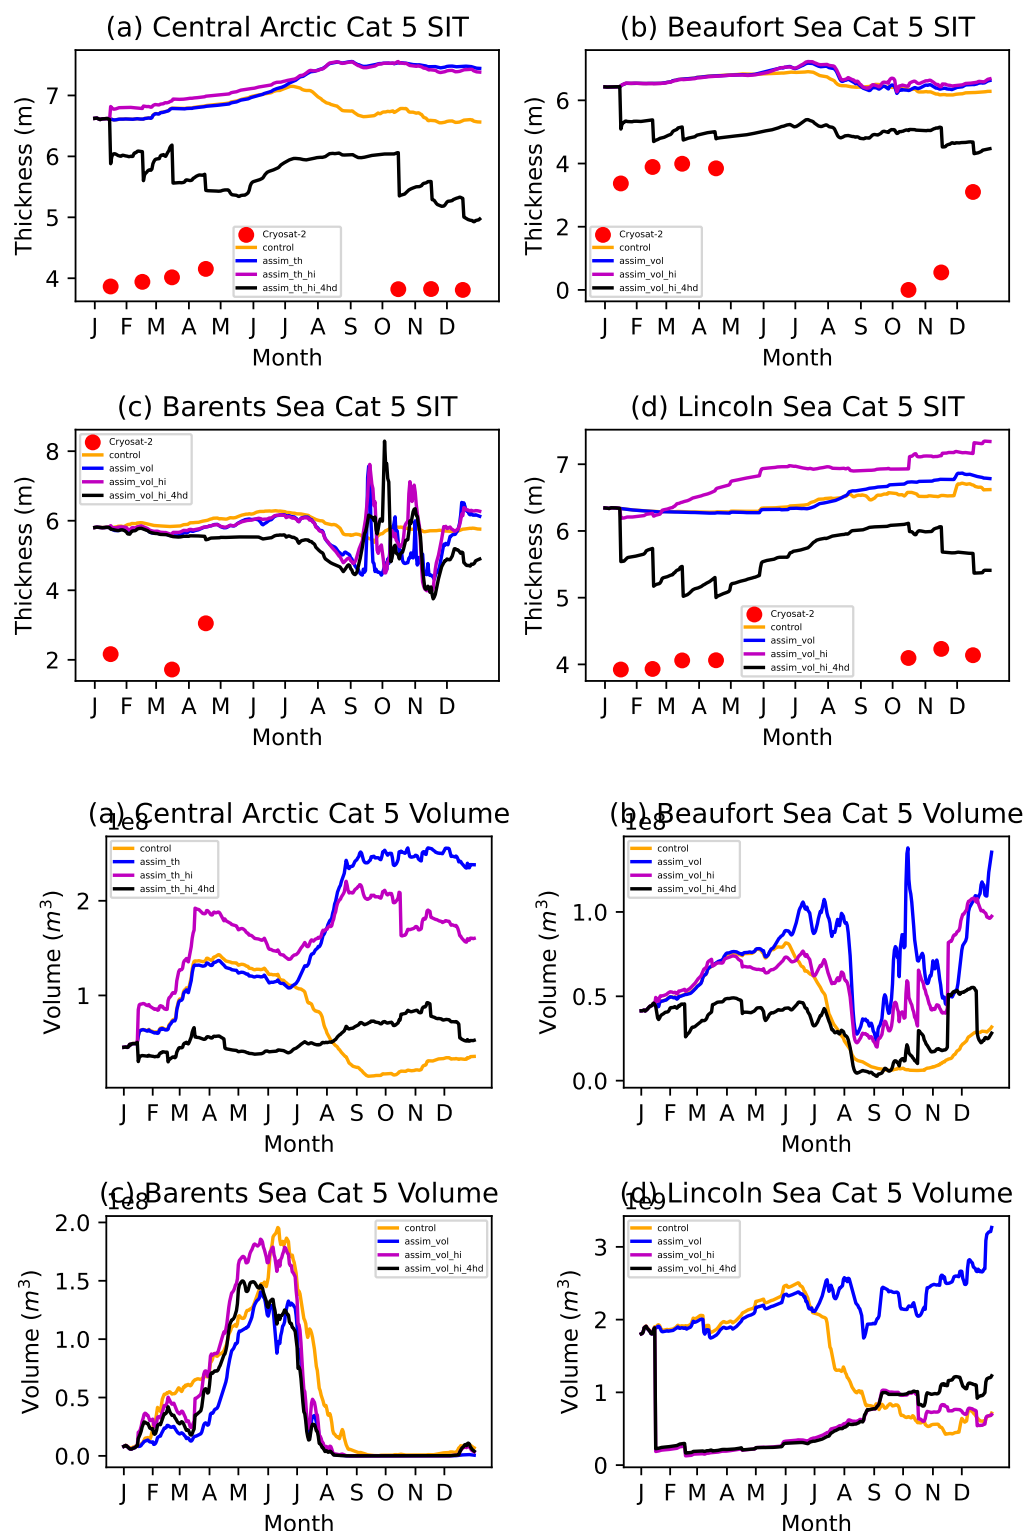 (a) Central Arctic Cat 5 SIT
Thickness (m)
7
6
5
4
Cryosat-2
control
assim_th
assim_th_hi
assim_th_hi_4hd
J F M A M J J A S O N D
Month
(b) Beaufort Sea Cat 5 SIT
Thickness (m)
6
4
2
0
Cryosat-2
control
assim_vol
assim_vol_hi
assim_vol_hi_4hd
J F M A M J J A S O N D
Month
(c) Barents Sea Cat 5 SIT
Thickness (m)
8
6
4
2
Cryosat-2
control
assim_vol
assim_vol_hi
assim_vol_hi_4hd
J F M A M J J A S O N D
Month
(d) Lincoln Sea Cat 5 SIT
Thickness (m)
7
6
5
4
Cryosat-2
control
assim_vol
assim_vol_hi
assim_vol_hi_4hd
J F M A M J J A S O N D
Month
(a) Central Arctic Cat 5 Volume
1e8
Volume (m³)
2
1
control
assim_th
assim_th_hi
assim_th_hi_4hd
J F M A M J J A S O N D
Month
(b) Beaufort Sea Cat 5 Volume
1e8
Volume (m³)
1.0
0.5
0.0
control
assim_vol
assim_vol_hi
assim_vol_hi_4hd
J F M A M J J A S O N D
Month
(c) Barents Sea Cat 5 Volume
1e8
Volume (m³)
2.0
1.5
1.0
0.5
0.0
control
assim_vol
assim_vol_hi
assim_vol_hi_4hd
J F M A M J J A S O N D
Month
(d) Lincoln Sea Cat 5 Volume
1e9
Volume (m³)
3
2
1
0
control
assim_vol
assim_vol_hi
assim_vol_hi_4hd
J F M A M J J A S O N D
Month